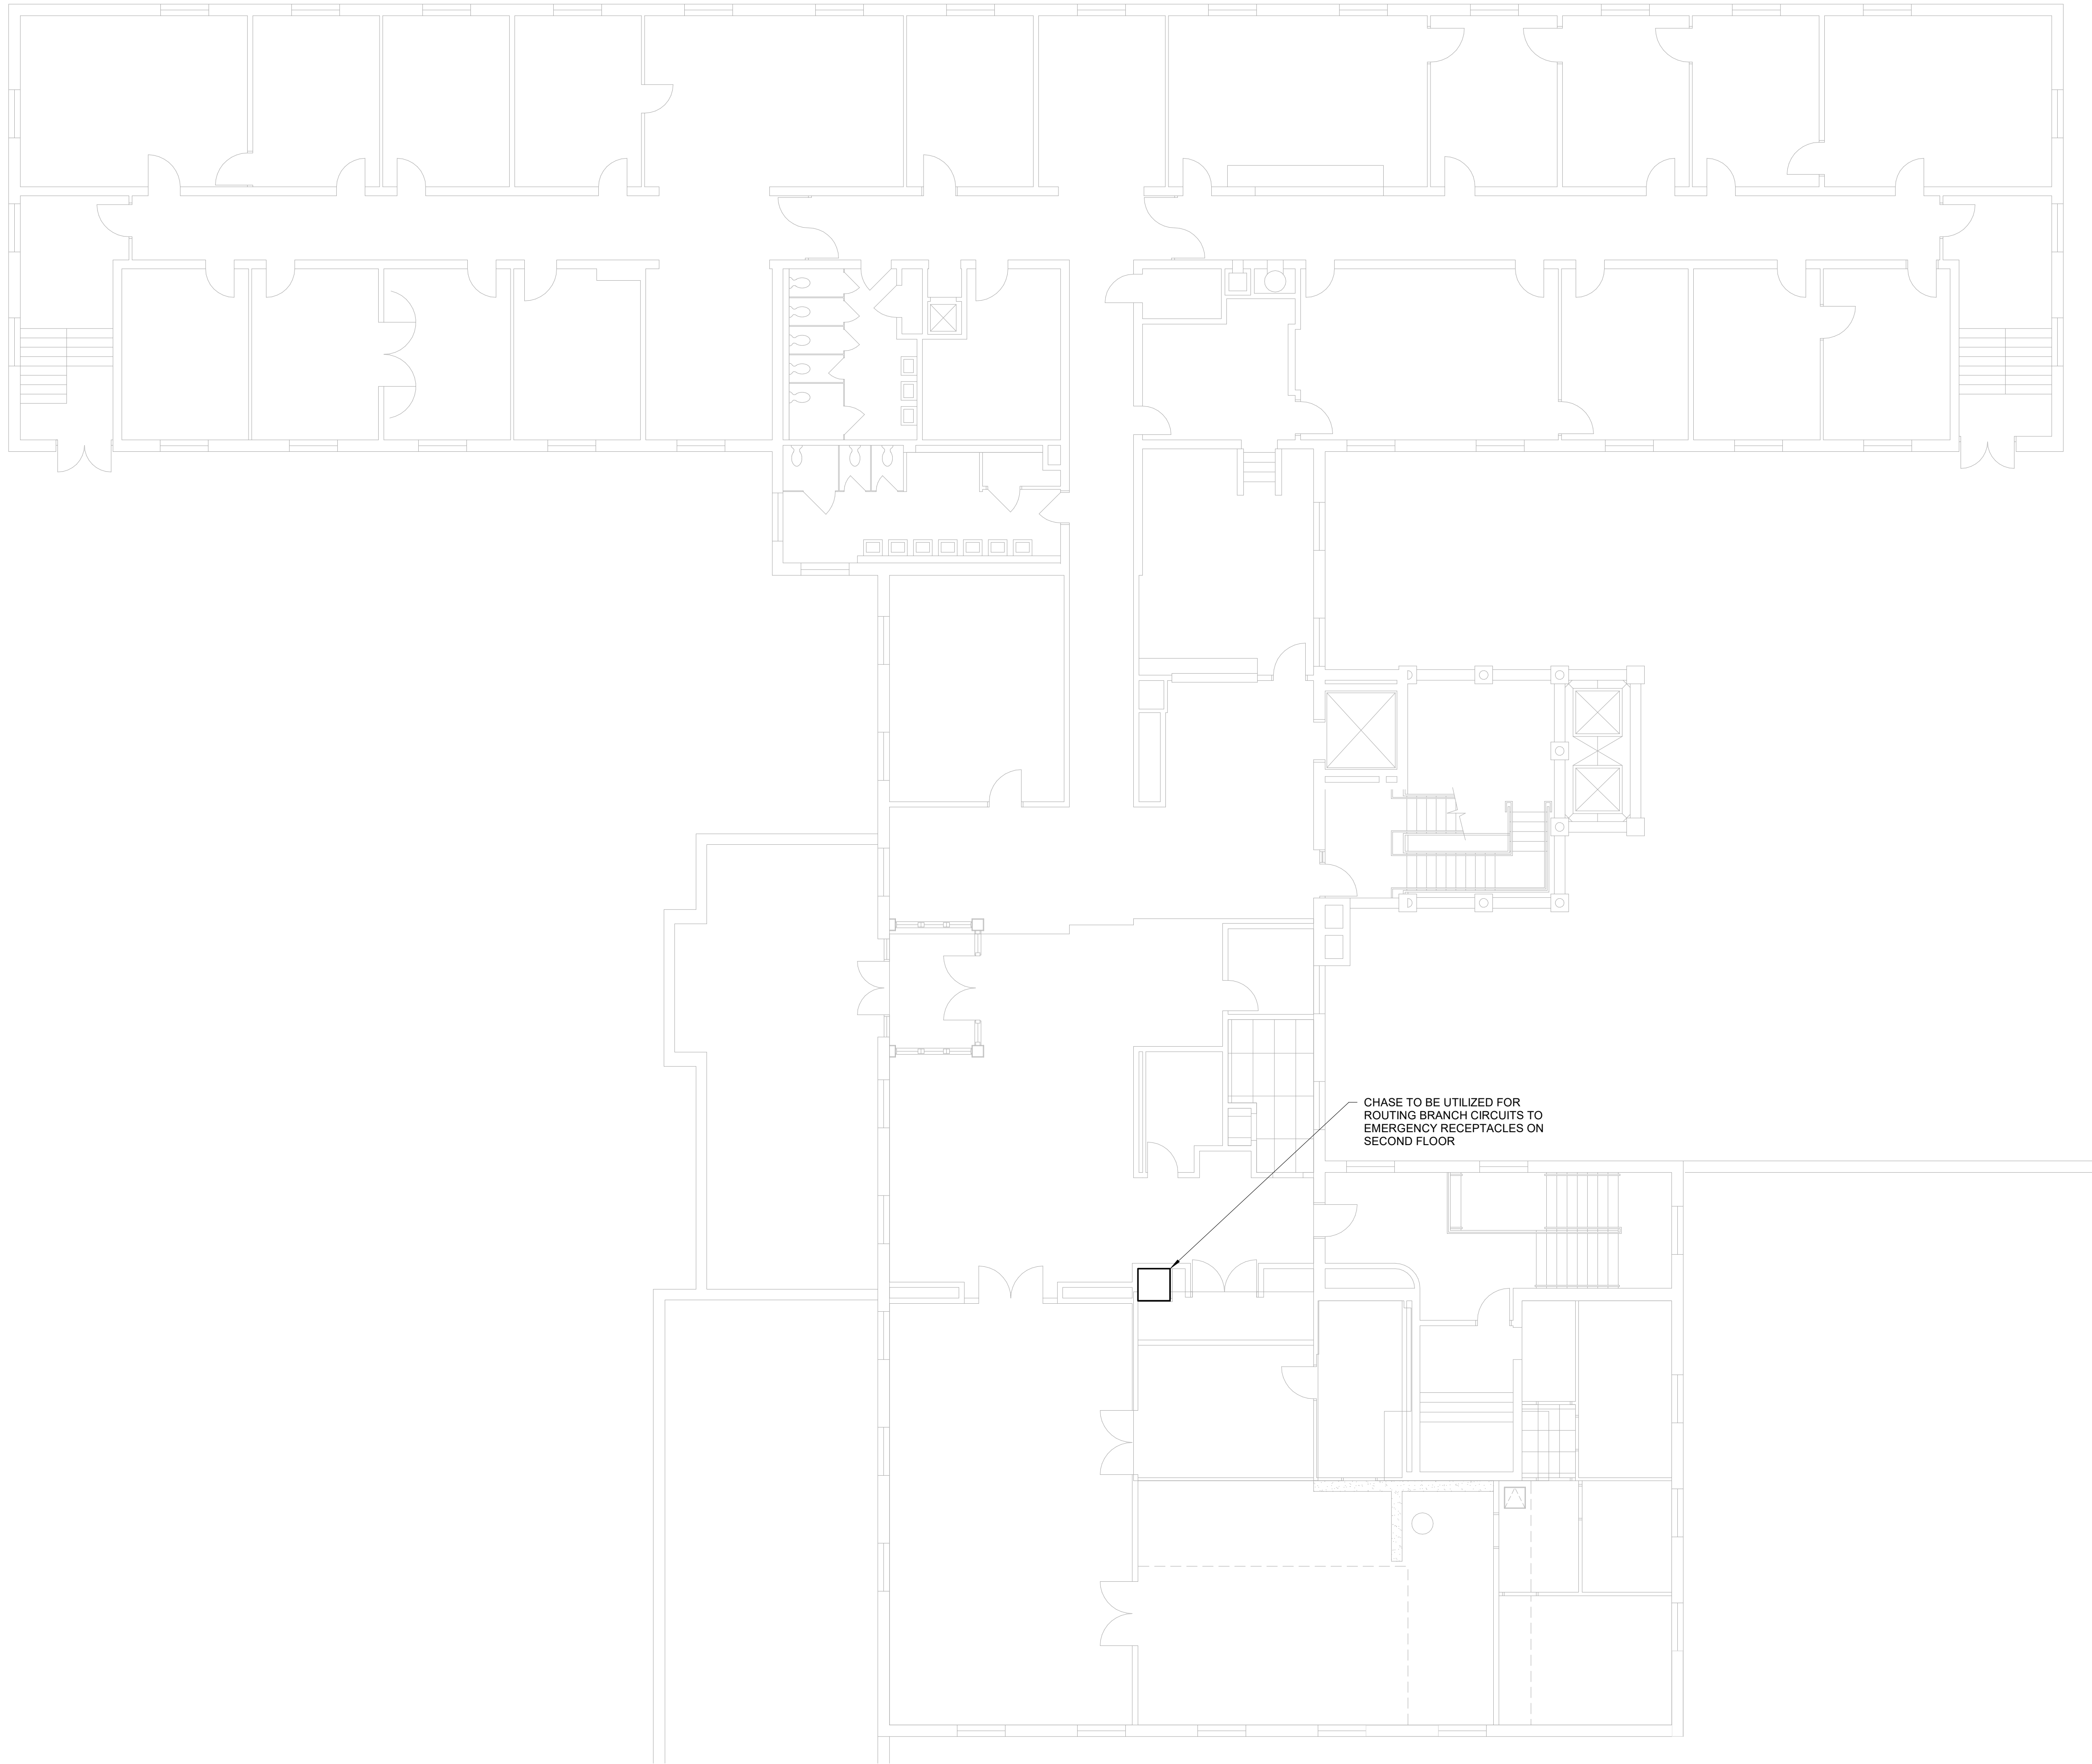 CHASE TO BE UTILIZED FOR
ROUTING BRANCH CIRCUITS TO
EMERGENCY RECEPTACLES ON
SECOND FLOOR